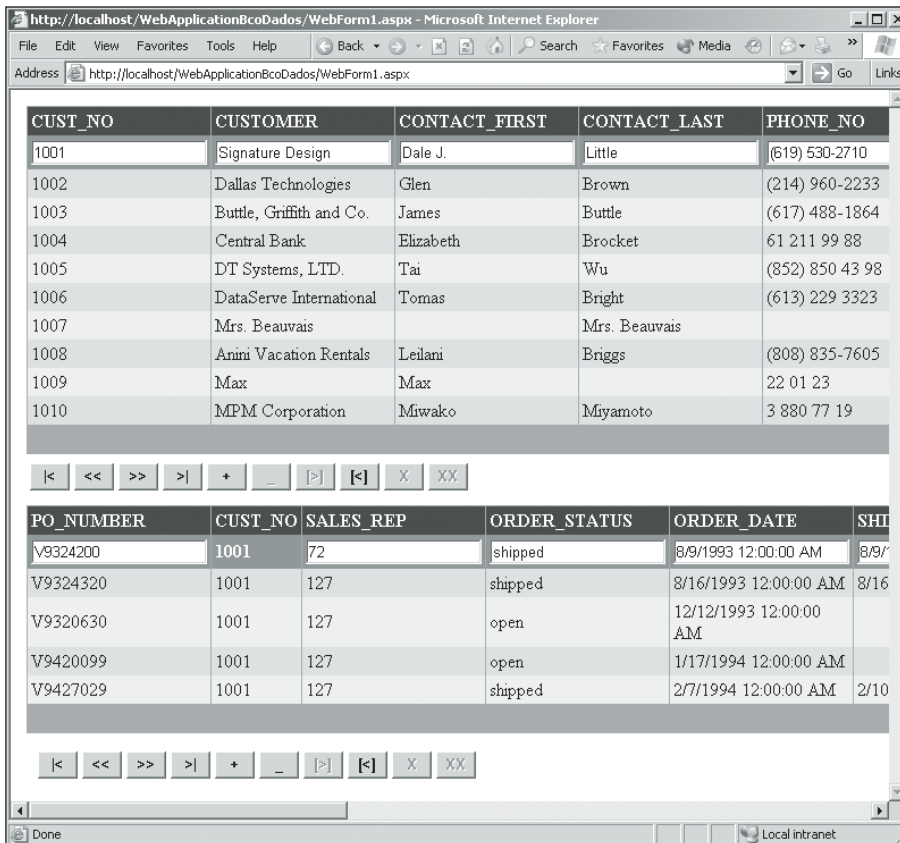 http://localhost/WebApplicationBcoDados/WebForm1.aspx - Microsoft Internet Explorer
File Edit View Favorites Tools Help Back Search Favorites Media »
Address http://localhost/WebApplicationBcoDados/WebForm1.aspx Go Links
CUST_NO CUSTOMER CONTACT_FIRST CONTACT_LAST PHONE_NO
1001 Signature Design Dale J. Little (619) 530-2710
1002 Dallas Technologies Glen Brown (214) 960-2233
1003 Buttle, Griffith and Co. James Buttle (617) 488-1864
1004 Central Bank Elizabeth Brocket 61 211 99 88
1005 DT Systems, LTD. Tai Wu (852) 850 43 98
1006 DataServe International Tomas Bright (613) 229 3323
1007 Mrs. Beauvais Mrs. Beauvais
1008 Anini Vacation Rentals Leilani Briggs (808) 835-7605
1009 Max Max 22 01 23
1010 MPM Corporation Miwako Miyamoto 3 880 77 19
|< << >> >| + _ [>] [<] X XX
PO_NUMBER CUST_NO SALES_REP ORDER_STATUS ORDER_DATE
V9324200 1001 72 shipped 8/9/1993 12:00:00 AM 8/9/
V9324320 1001 127 shipped 8/16/1993 12:00:00 AM 8/16
V9320630 1001 127 open 12/12/1993 12:00:00
AM
V9420099 1001 127 open 1/17/1994 12:00:00 AM
V9427029 1001 127 shipped 2/7/1994 12:00:00 AM 2/10
|< << >> >| + _ [>] [<] X XX
Done Local intranet